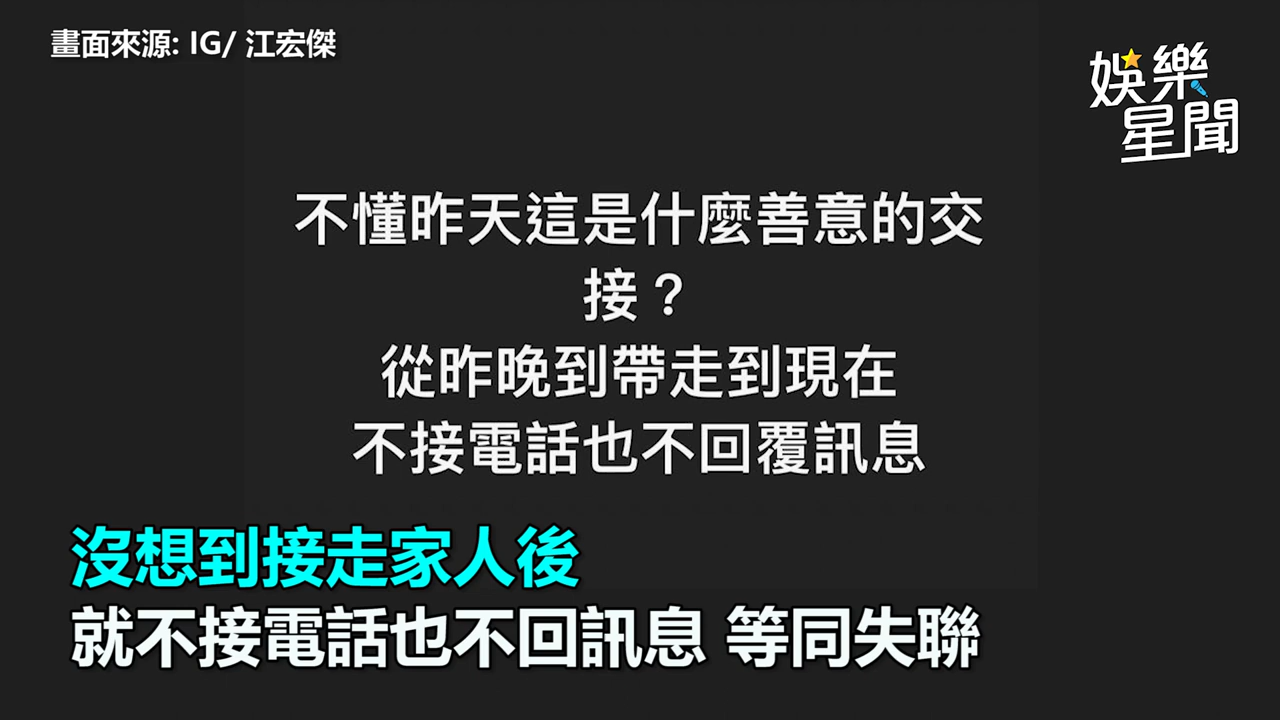 畫面來源: IG/ 江宏傑
娛樂
星聞
不懂昨天這是什麼善意的交
接？
從昨晚到帶走到現在
不接電話也不回覆訊息
沒想到接走家人後
就不接電話也不回訊息 等同失聯